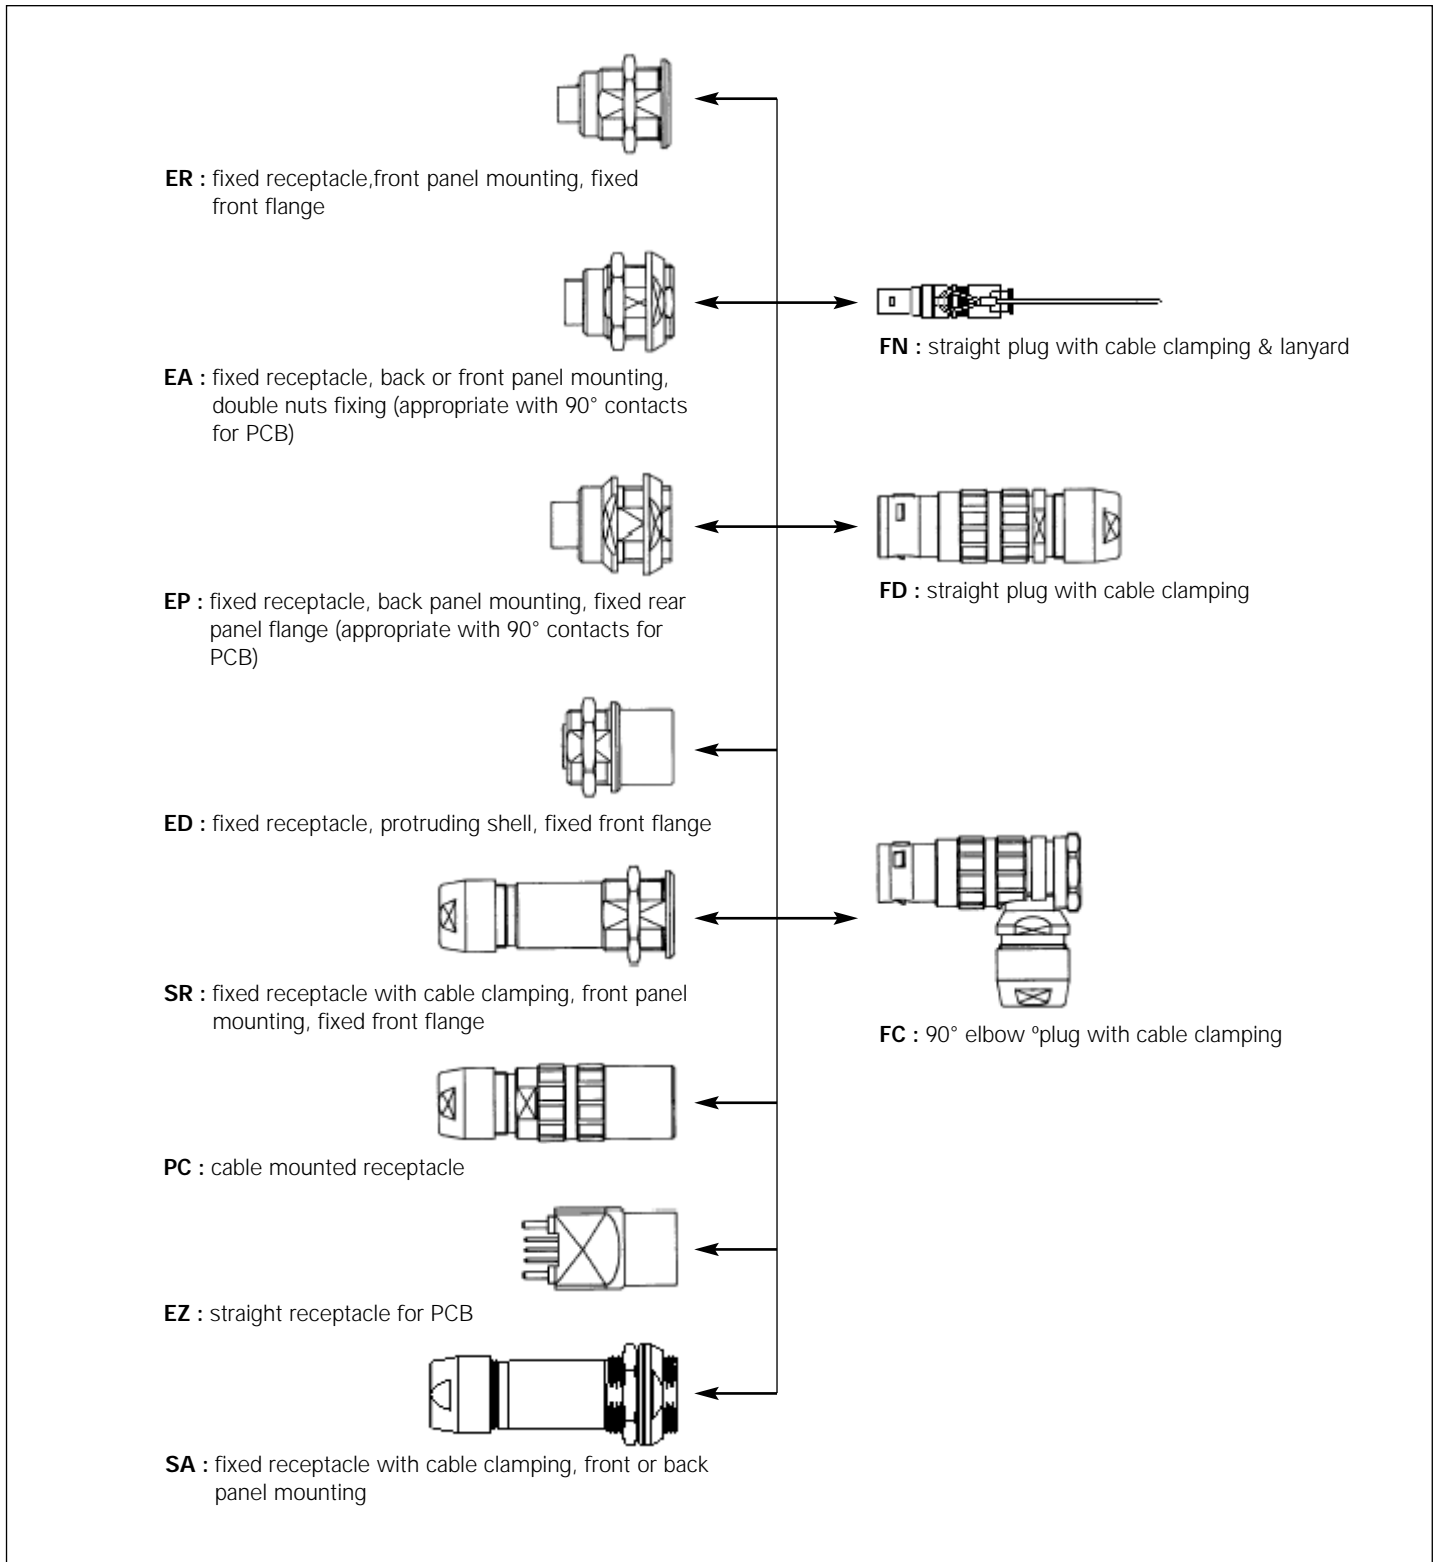 ER : fixed receptacle,front panel mounting, fixed
front flange
EA : fixed receptacle, back or front panel mounting,
double nuts fixing (appropriate with 90° contacts
for PCB)
FN : straight plug with cable clamping & lanyard
EP : fixed receptacle, back panel mounting, fixed rear
panel flange (appropriate with 90° contacts for
PCB)
FD : straight plug with cable clamping
ED : fixed receptacle, protruding shell, fixed front flange
SR : fixed receptacle with cable clamping, front panel
mounting, fixed front flange
FC : 90° elbow ºplug with cable clamping
PC : cable mounted receptacle
EZ : straight receptacle for PCB
SA : fixed receptacle with cable clamping, front or back
panel mounting